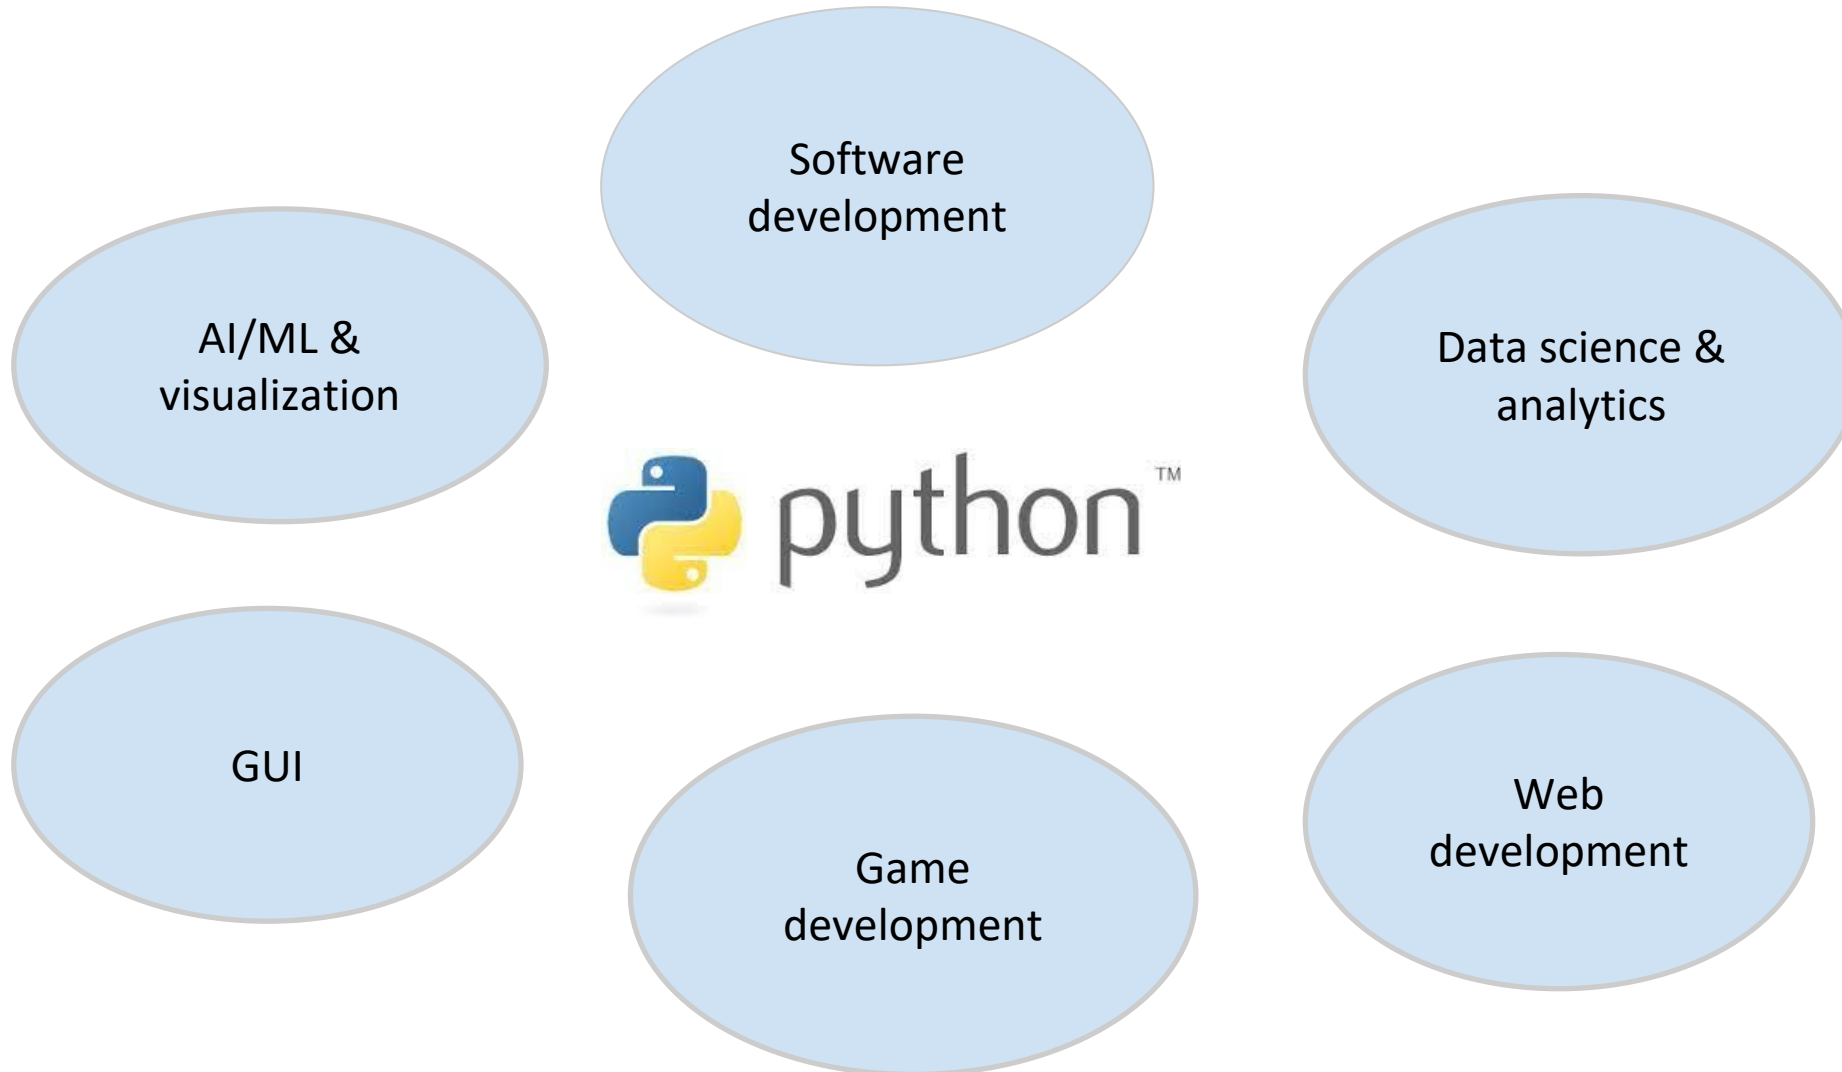 Software
development
AI/ML &
visualization
Data science &
analytics
python™
GUI
Web
development
Game
development